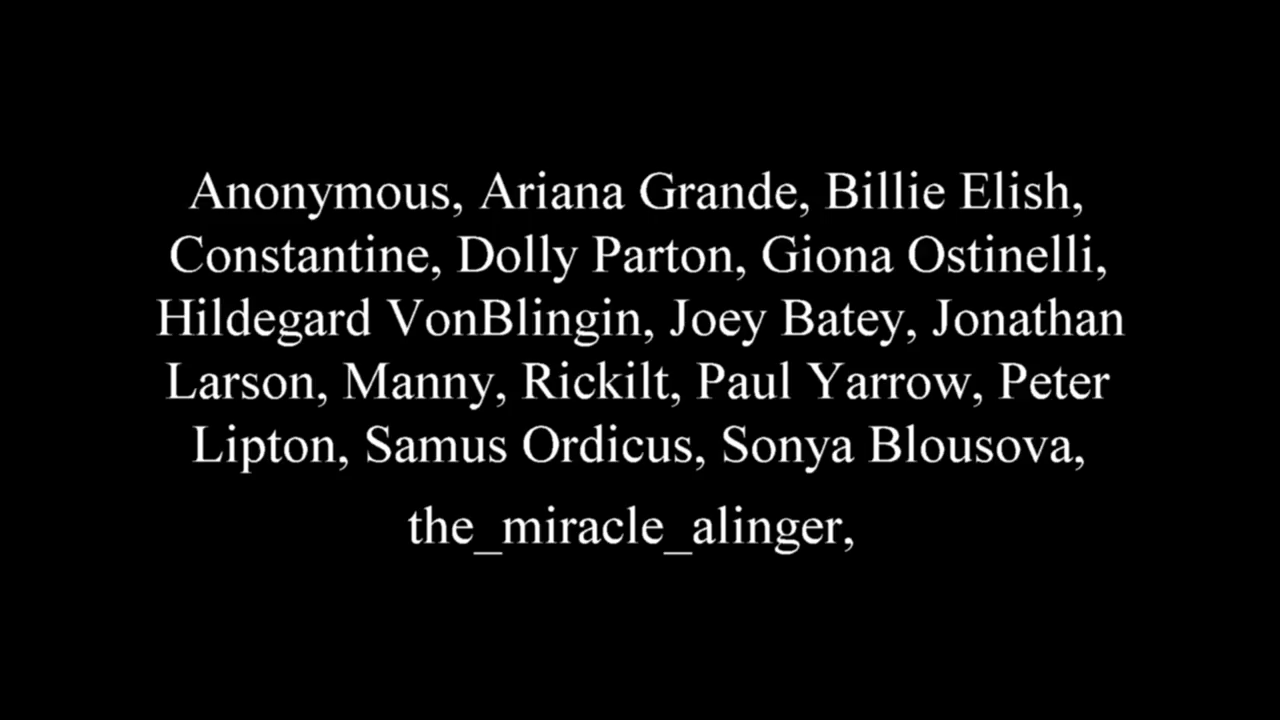 Anonymous, Ariana Grande, Billie Elish,
Constantine, Dolly Parton, Giona Ostinelli,
Hildegard VonBlingin, Joey Batey, Jonathan
Larson, Manny, Rickilt, Paul Yarrow, Peter
Lipton, Samus Ordicus, Sonya Blousova,
the_miracle_alinger,